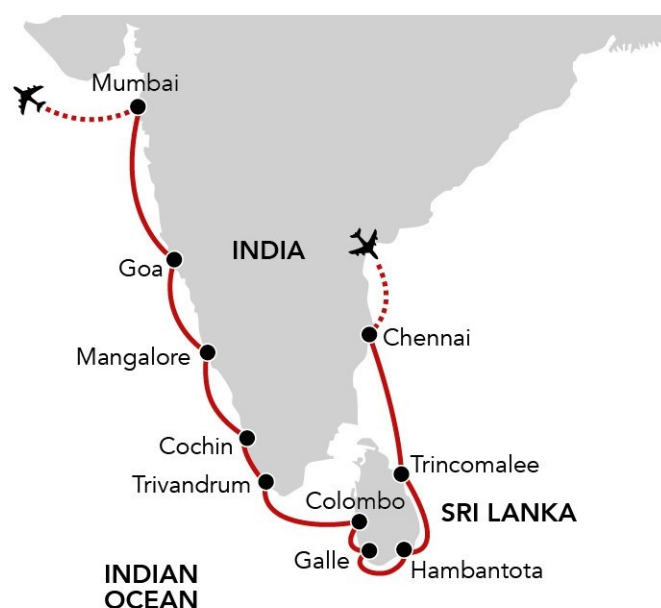 Mumbai
INDIA
Goa
Chennai
Mangalore
Cochin
Trincomalee
Trivandrum
Colombo
SRI LANKA
Galle
Hambantota
INDIAN
OCEAN